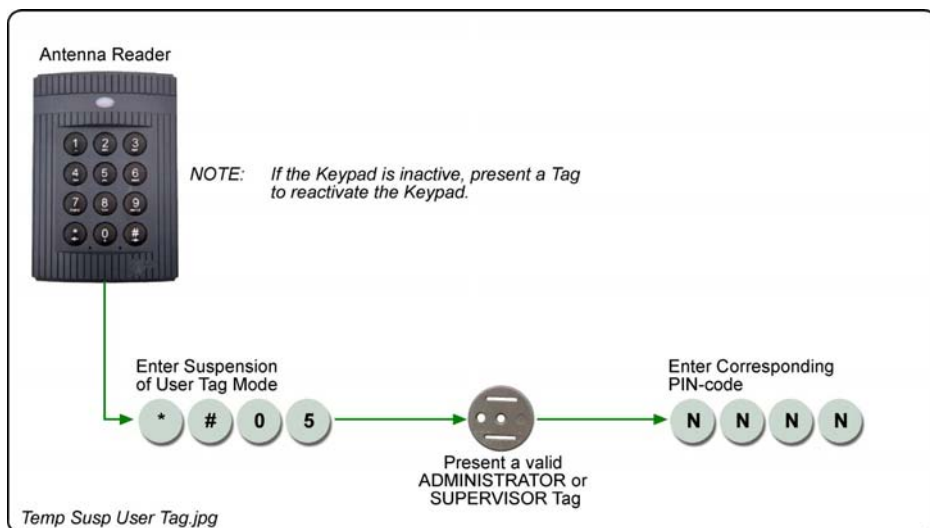 Antenna Reader
1 2 3
4 5 6
7 8 9
* 0 #
NOTE: If the Keypad is inactive, present a Tag
to reactivate the Keypad.
Enter Suspension
of User Tag Mode
* # 0 5
Present a valid
ADMINISTRATOR or
SUPERVISOR Tag
Enter Corresponding
PIN-code
N N N N
Temp Susp User Tag.jpg